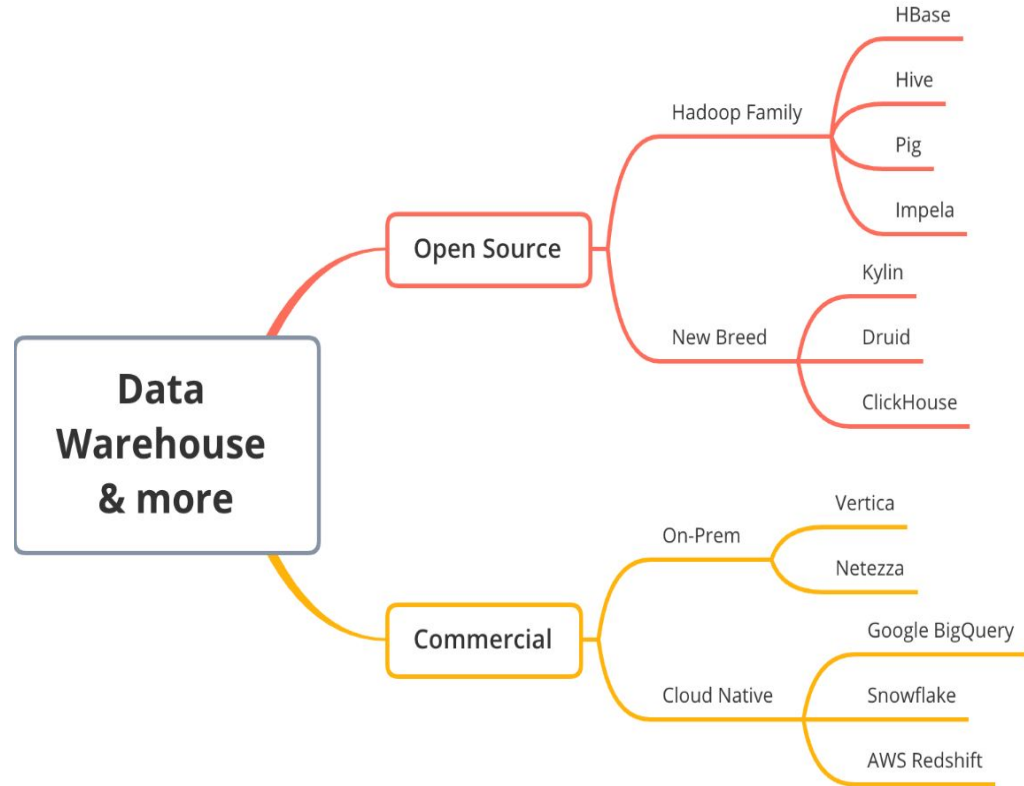 Data
Warehouse
& more
Open Source
Hadoop Family
HBase
Hive
Pig
Impela
New Breed
Kylin
Druid
ClickHouse
Commercial
On-Prem
Vertica
Netezza
Cloud Native
Google BigQuery
Snowflake
AWS Redshift